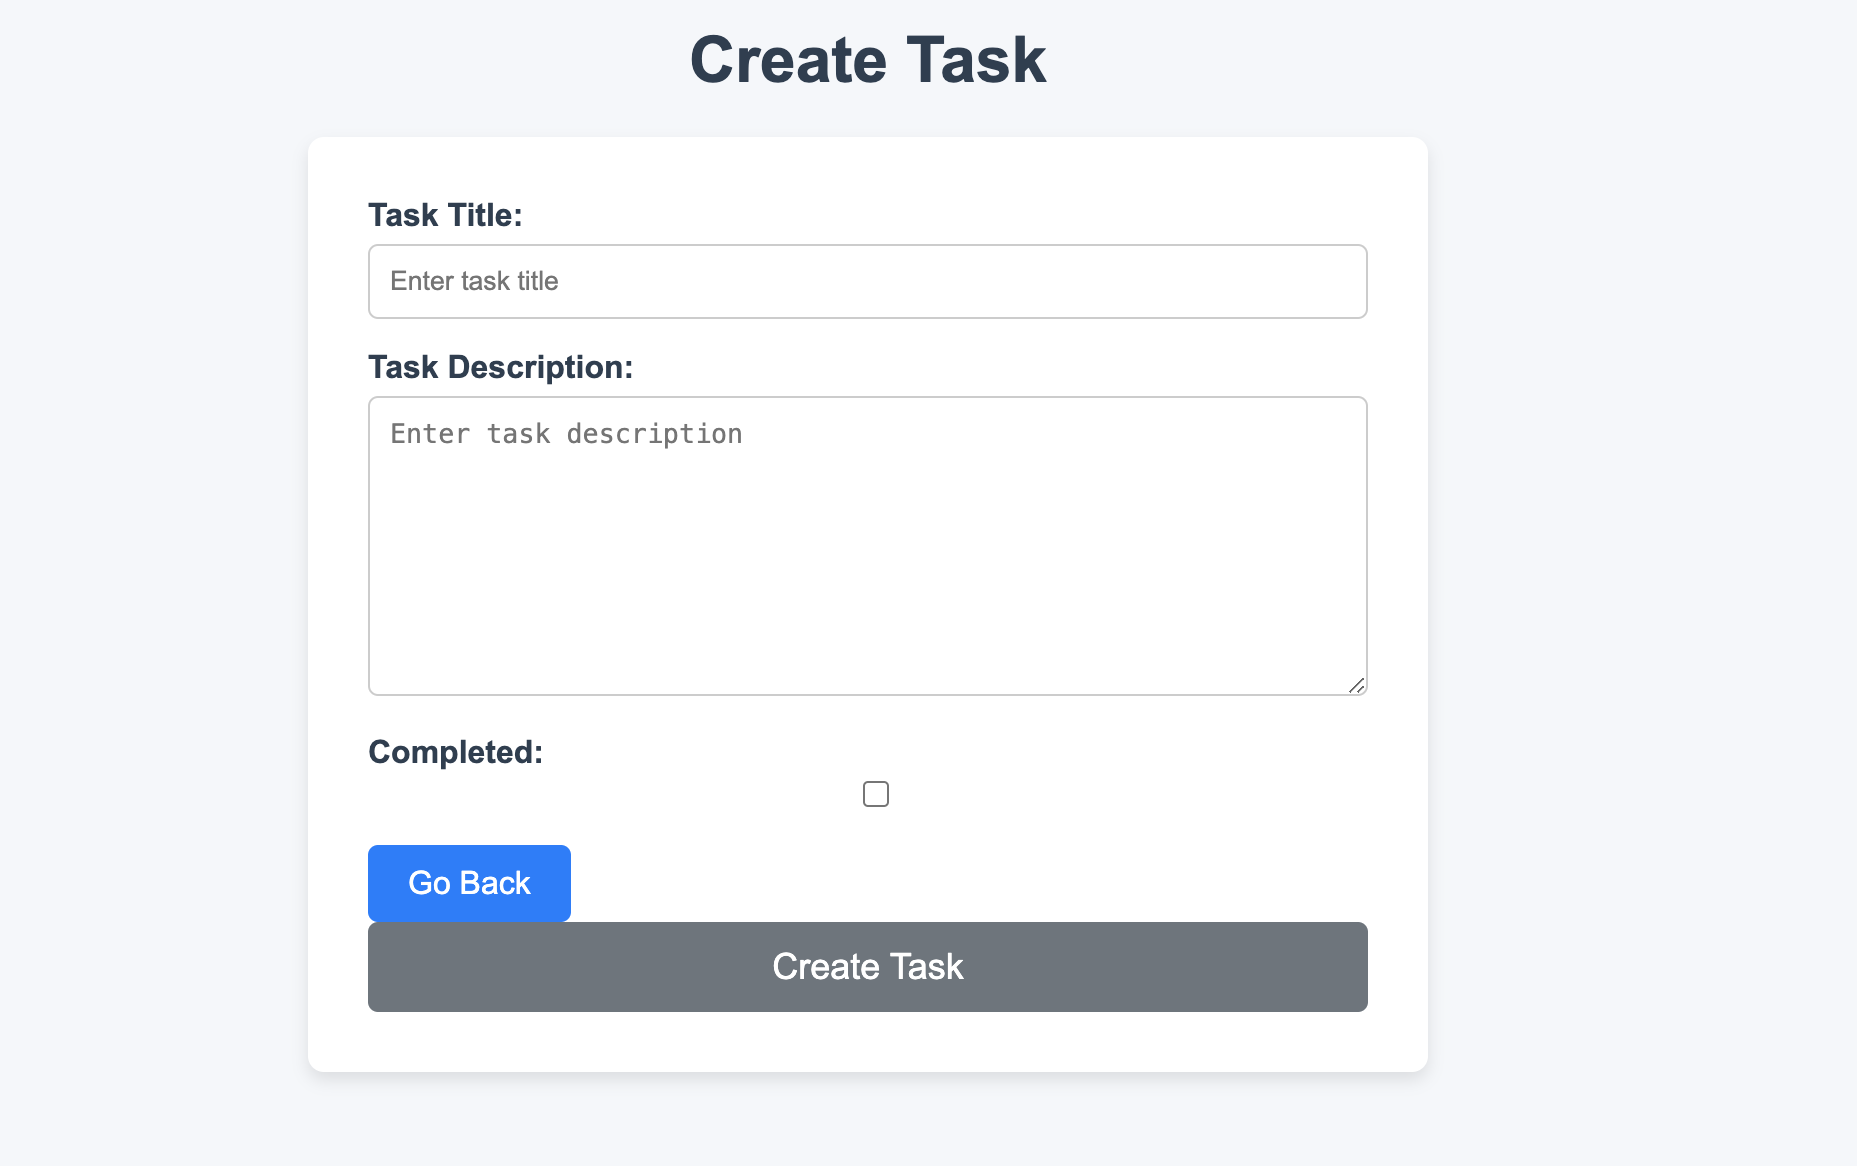 Create Task
Task Title:
Enter task title
Task Description:
Enter task description
Completed:
Go Back
Create Task